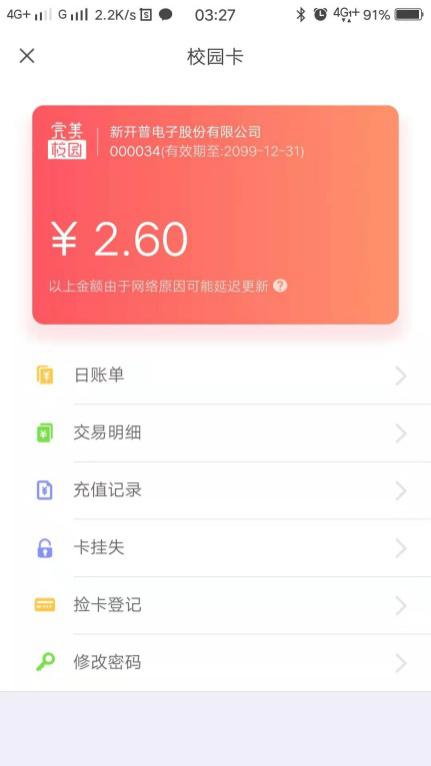 4G+ G 2.2K/s 03:27 4G1+ 91%
校园卡
完美校园
新开普电子股份有限公司
000034(有效期至:2099-12-31)
¥ 2.60
以上金额由于网络原因可能延迟更新 ?
日账单
交易明细
充值记录
卡挂失
捡卡登记
修改密码